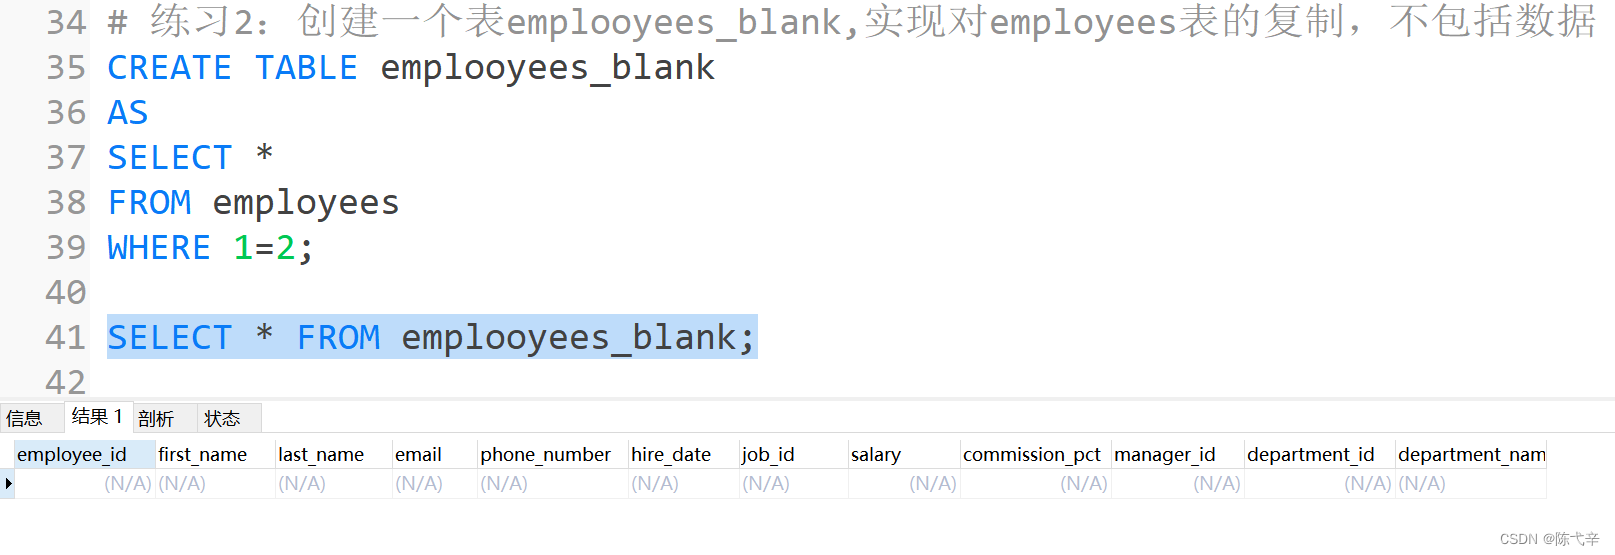 34 # 练习2：创建一个表emplooyees_blank,实现对employees表的复制，不包括数据
35 CREATE TABLE emplooyees_blank
36 AS
37 SELECT *
38 FROM employees
39 WHERE 1=2;
40
41 SELECT * FROM emplooyees_blank;
42
信息 结果 1 剖析 状态
employee_id first_name last_name email phone_number hire_date job_id salary commission_pct manager_id department_id department_nam
(N/A) (N/A) (N/A) (N/A) (N/A) (N/A) (N/A) (N/A) (N/A) (N/A) (N/A) (N/A)
CSDN @陈弋辛